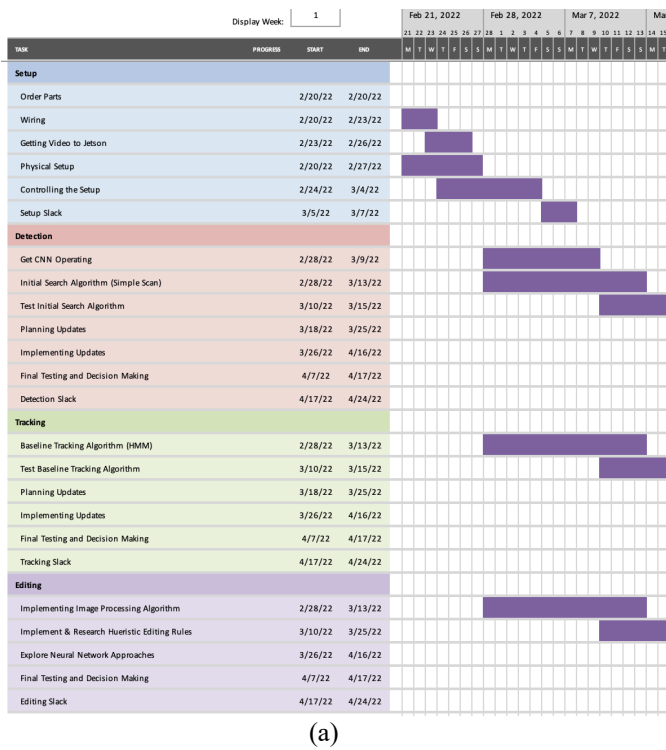 Display Week: 1 Feb 21, 2022 Feb 28, 2022 Mar 7, 2022 Ma
21 22 23 24 25 26 27 28 1 2 3 4 5 6 7 8 9 10 11 12 13 14 15
TASK PROGRESS START END M T W T F S S M T W T F S S M T W T F S S M T
Setup
Order Parts 2/20/22 2/20/22
Wiring 2/20/22 2/23/22
Getting Video to Jetson 2/23/22 2/26/22
Physical Setup 2/20/22 2/27/22
Controlling the Setup 2/24/22 3/4/22
Setup Slack 3/5/22 3/7/22
Detection
Get CNN Operating 2/28/22 3/9/22
Initial Search Algorithm (Simple Scan) 2/28/22 3/13/22
Test Initial Search Algorithm 3/10/22 3/15/22
Planning Updates 3/18/22 3/25/22
Implementing Updates 3/26/22 4/16/22
Final Testing and Decision Making 4/7/22 4/17/22
Detection Slack 4/17/22 4/24/22
Tracking
Baseline Tracking Algorithm (HMM) 2/28/22 3/13/22
Test Baseline Tracking Algorithm 3/10/22 3/15/22
Planning Updates 3/18/22 3/25/22
Implementing Updates 3/26/22 4/16/22
Final Testing and Decision Making 4/7/22 4/17/22
Tracking Slack 4/17/22 4/24/22
Editing
Implementing Image Processing Algorithm 2/28/22 3/13/22
Implement & Research Hueristic Editing Rules 3/10/22 3/25/22
Explore Neural Network Approaches 3/26/22 4/16/22
Final Testing and Decision Making 4/7/22 4/17/22
Editing Slack 4/17/22 4/24/22
(a)